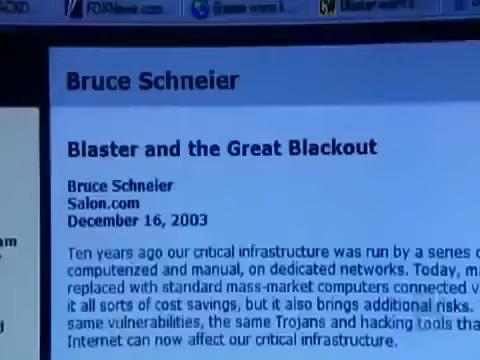 FOXNews.com
Bruce Schneier
Blaster and the Great Blackout
Bruce Schneier
Salon.com
December 16, 2003
Ten years ago our critical infrastructure was run by a series
computerized and manual, on dedicated networks. Today,
replaced with standard mass-market computers connected
it all sorts of cost savings, but it also brings additional risks.
same vulnerabilities, the same Trojans and hacking tools
Internet can now affect our critical infrastructure.